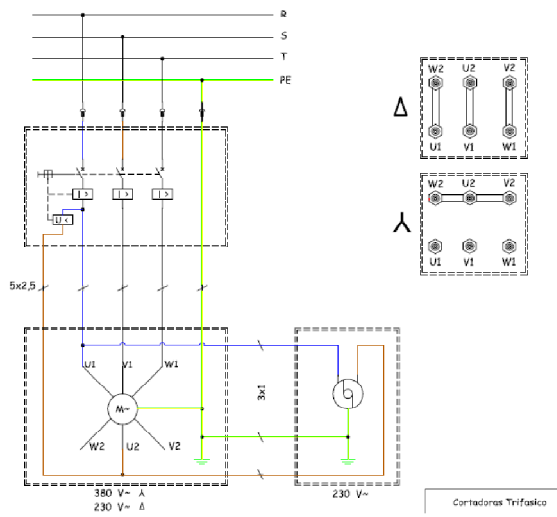 R
S
T
PE
W2 U2 V2
Δ
U1 V1 W1
W2 U2 V2
U1 V1 W1
I> I> I>
U<
5x2,5
U1 V1 W1
M~
W2 U2 V2
3x1
380 V~ ⅄
230 V~ Δ
230 V~
Cortadoras Trifasico